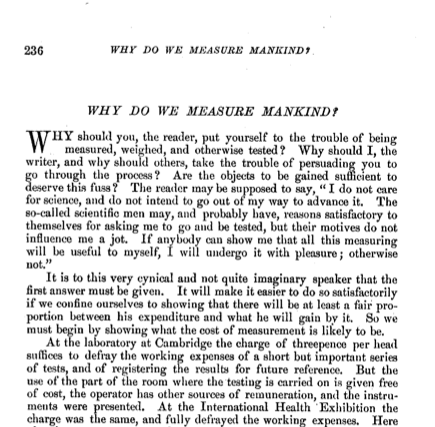 236 WHY DO WE MEASURE MANKIND?
WHY DO WE MEASURE MANKIND?
WHY should you, the reader, put yourself to the trouble of being
measured, weighed, and otherwise tested? Why should I, the
writer, and why should others, take the trouble of persuading you to
go through the process? Are the objects to be gained sufficient to
deserve this fuss? The reader may be supposed to say, "I do not care
for science, and do not intend to go out of my way to advance it. The
so-called scientific men may, and probably have, reasons satisfactory to
themselves for asking me to go and be tested, but their motives do not
influence me a jot. If anybody can show me that all this measuring
will be useful to myself, I will undergo it with pleasure; otherwise
not."
It is to this very cynical and not quite imaginary speaker that the
first answer must be given. It will make it easier to do so satisfactorily
if we confine ourselves to showing that there will be at least a fair pro-
portion between his expenditure and what he will gain by it. So we
must begin by showing what the cost of measurement is likely to be.
At the laboratory at Cambridge the charge of threepence per head
suffices to defray the working expenses of a short but important series
of tests, and of registering the results for future reference. But the
use of the part of the room where the testing is carried on is given free
of cost, the operator has other sources of remuneration, and the instru-
ments were presented. At the International Health Exhibition the
charge was the same, and fully defrayed the working expenses. Here